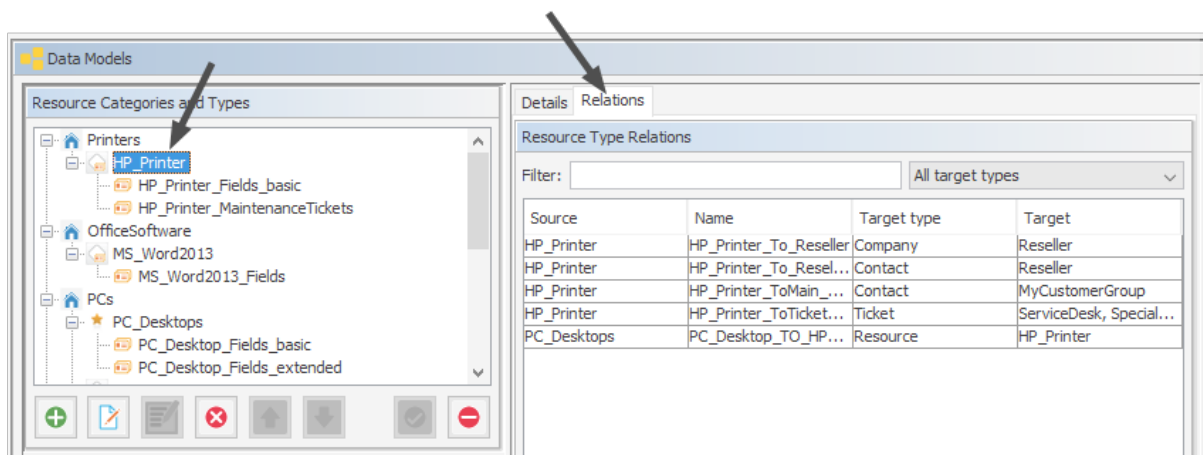 Data Models
Resource Categories and Types
Printers
HP_Printer
HP_Printer_Fields_basic
HP_Printer_MaintenanceTickets
OfficeSoftware
MS_Word2013
MS_Word2013_Fields
PCs
PC_Desktops
PC_Desktop_Fields_basic
PC_Desktop_Fields_extended
Details Relations
Resource Type Relations
Filter: All target types
Source Name Target type Target
HP_Printer HP_Printer_To_Reseller Company Reseller
HP_Printer HP_Printer_To_Resel... Contact Reseller
HP_Printer HP_Printer_ToMain_... Contact MyCustomerGroup
HP_Printer HP_Printer_ToTicket... Ticket ServiceDesk, Special...
PC_Desktops PC_Desktop_TO_HP... Resource HP_Printer